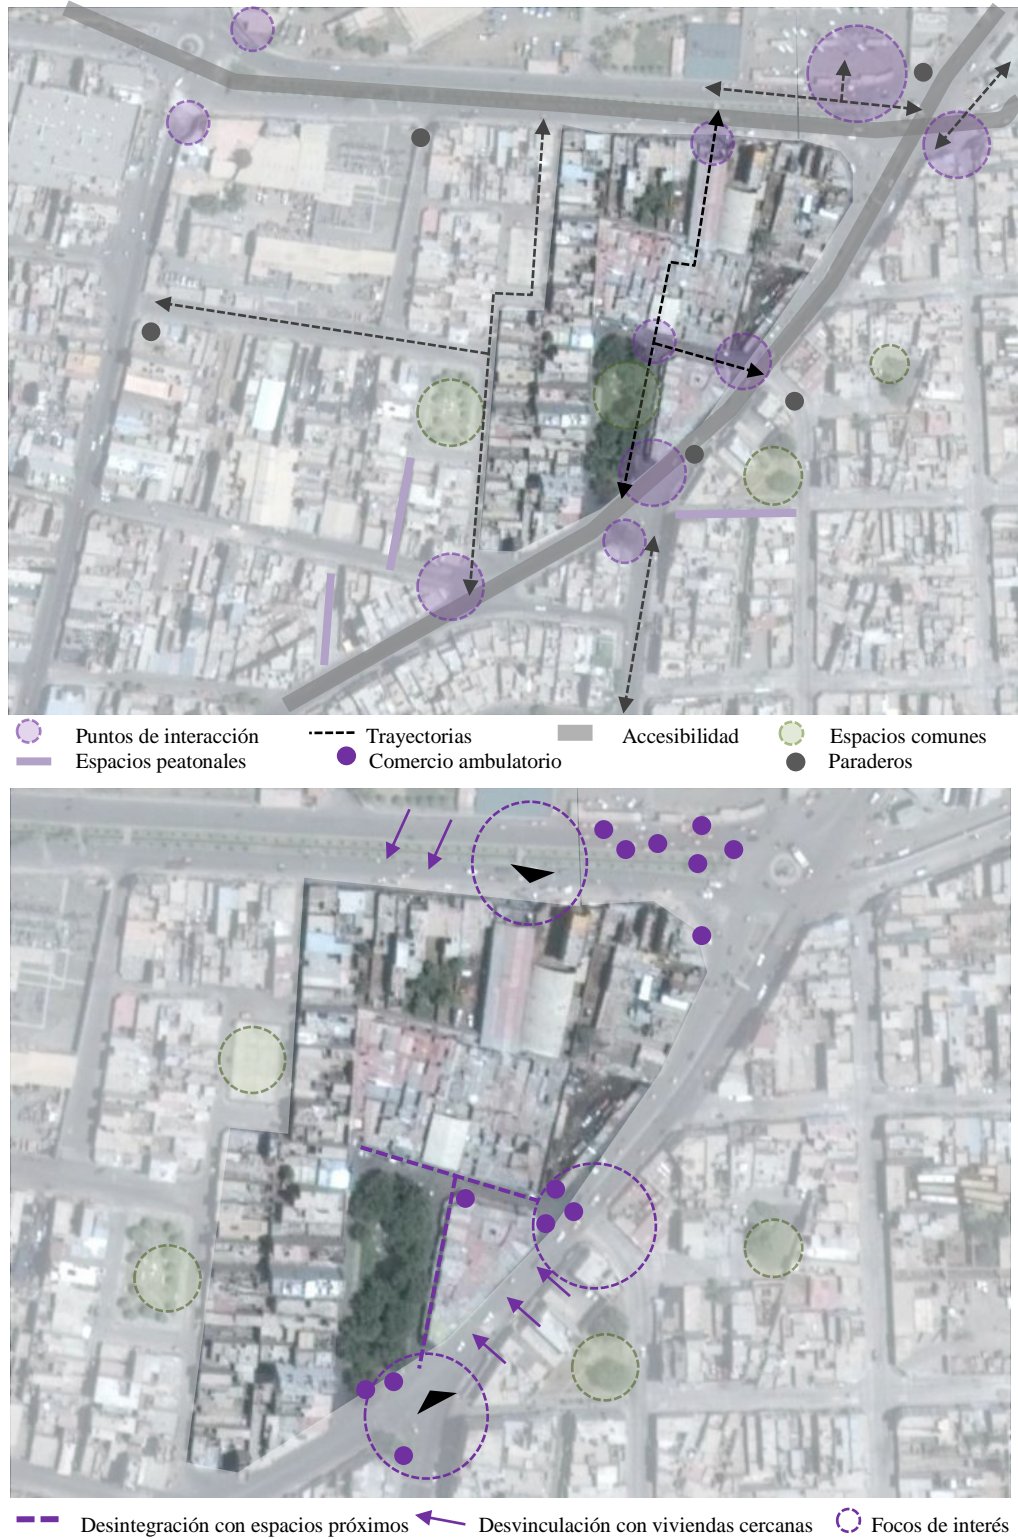 Puntos de interacción Trayectorias Accesibilidad Espacios comunes
Espacios peatonales Comercio ambulatorio Paraderos
Desintegración con espacios próximos Desvinculación con viviendas cercanas Focos de interés